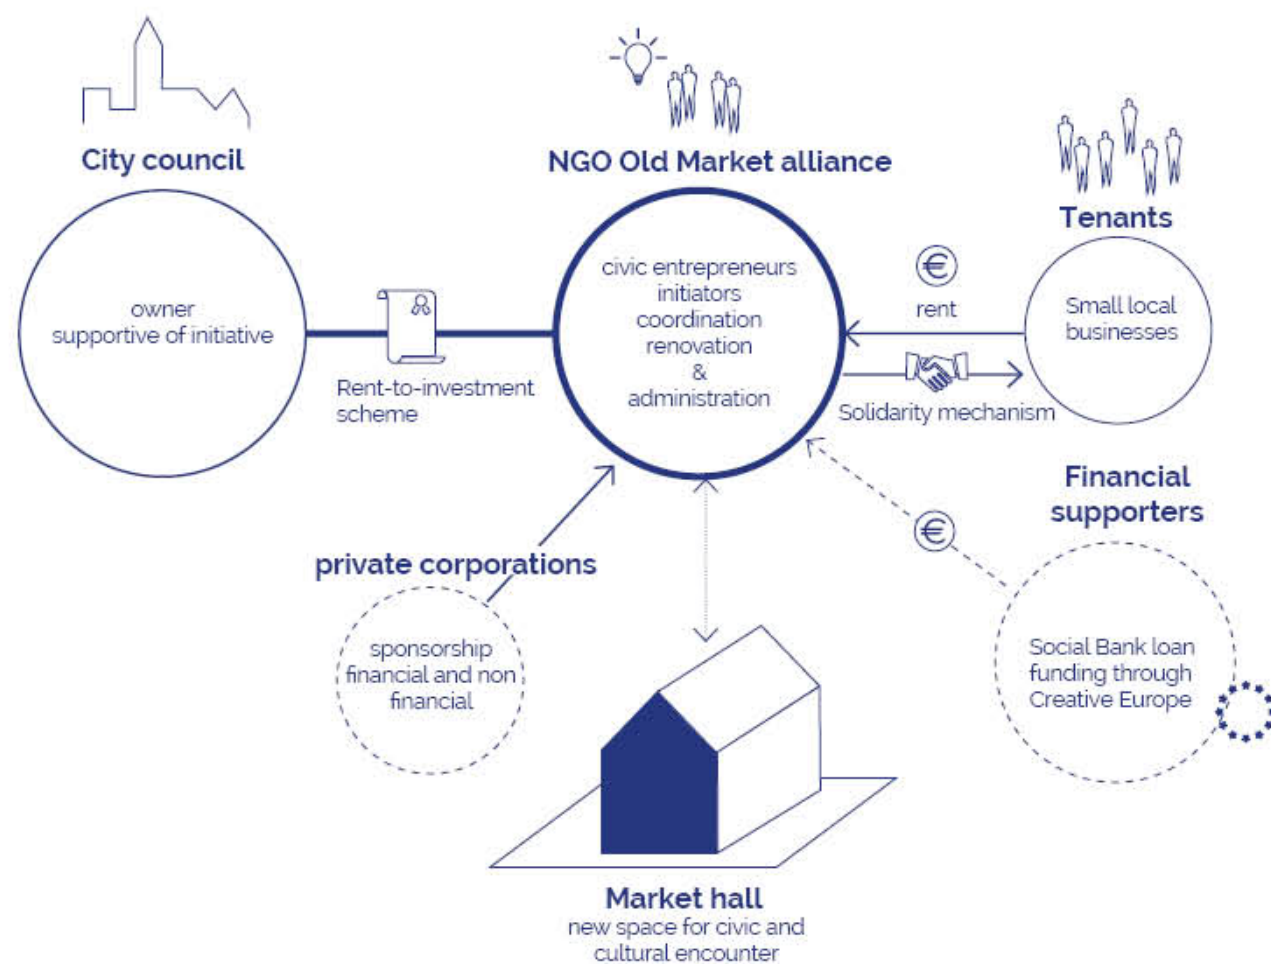 City council
owner
supportive of initiative
Rent-to-investment
scheme
NGO Old Market alliance
civic entrepreneurs
initiators
coordination
renovation
&
administration
€
rent
Solidarity mechanism
Tenants
Small local
businesses
private corporations
sponsorship
financial and non
financial
€
Financial
supporters
Social Bank loan
funding through
Creative Europe
Market hall
new space for civic and
cultural encounter